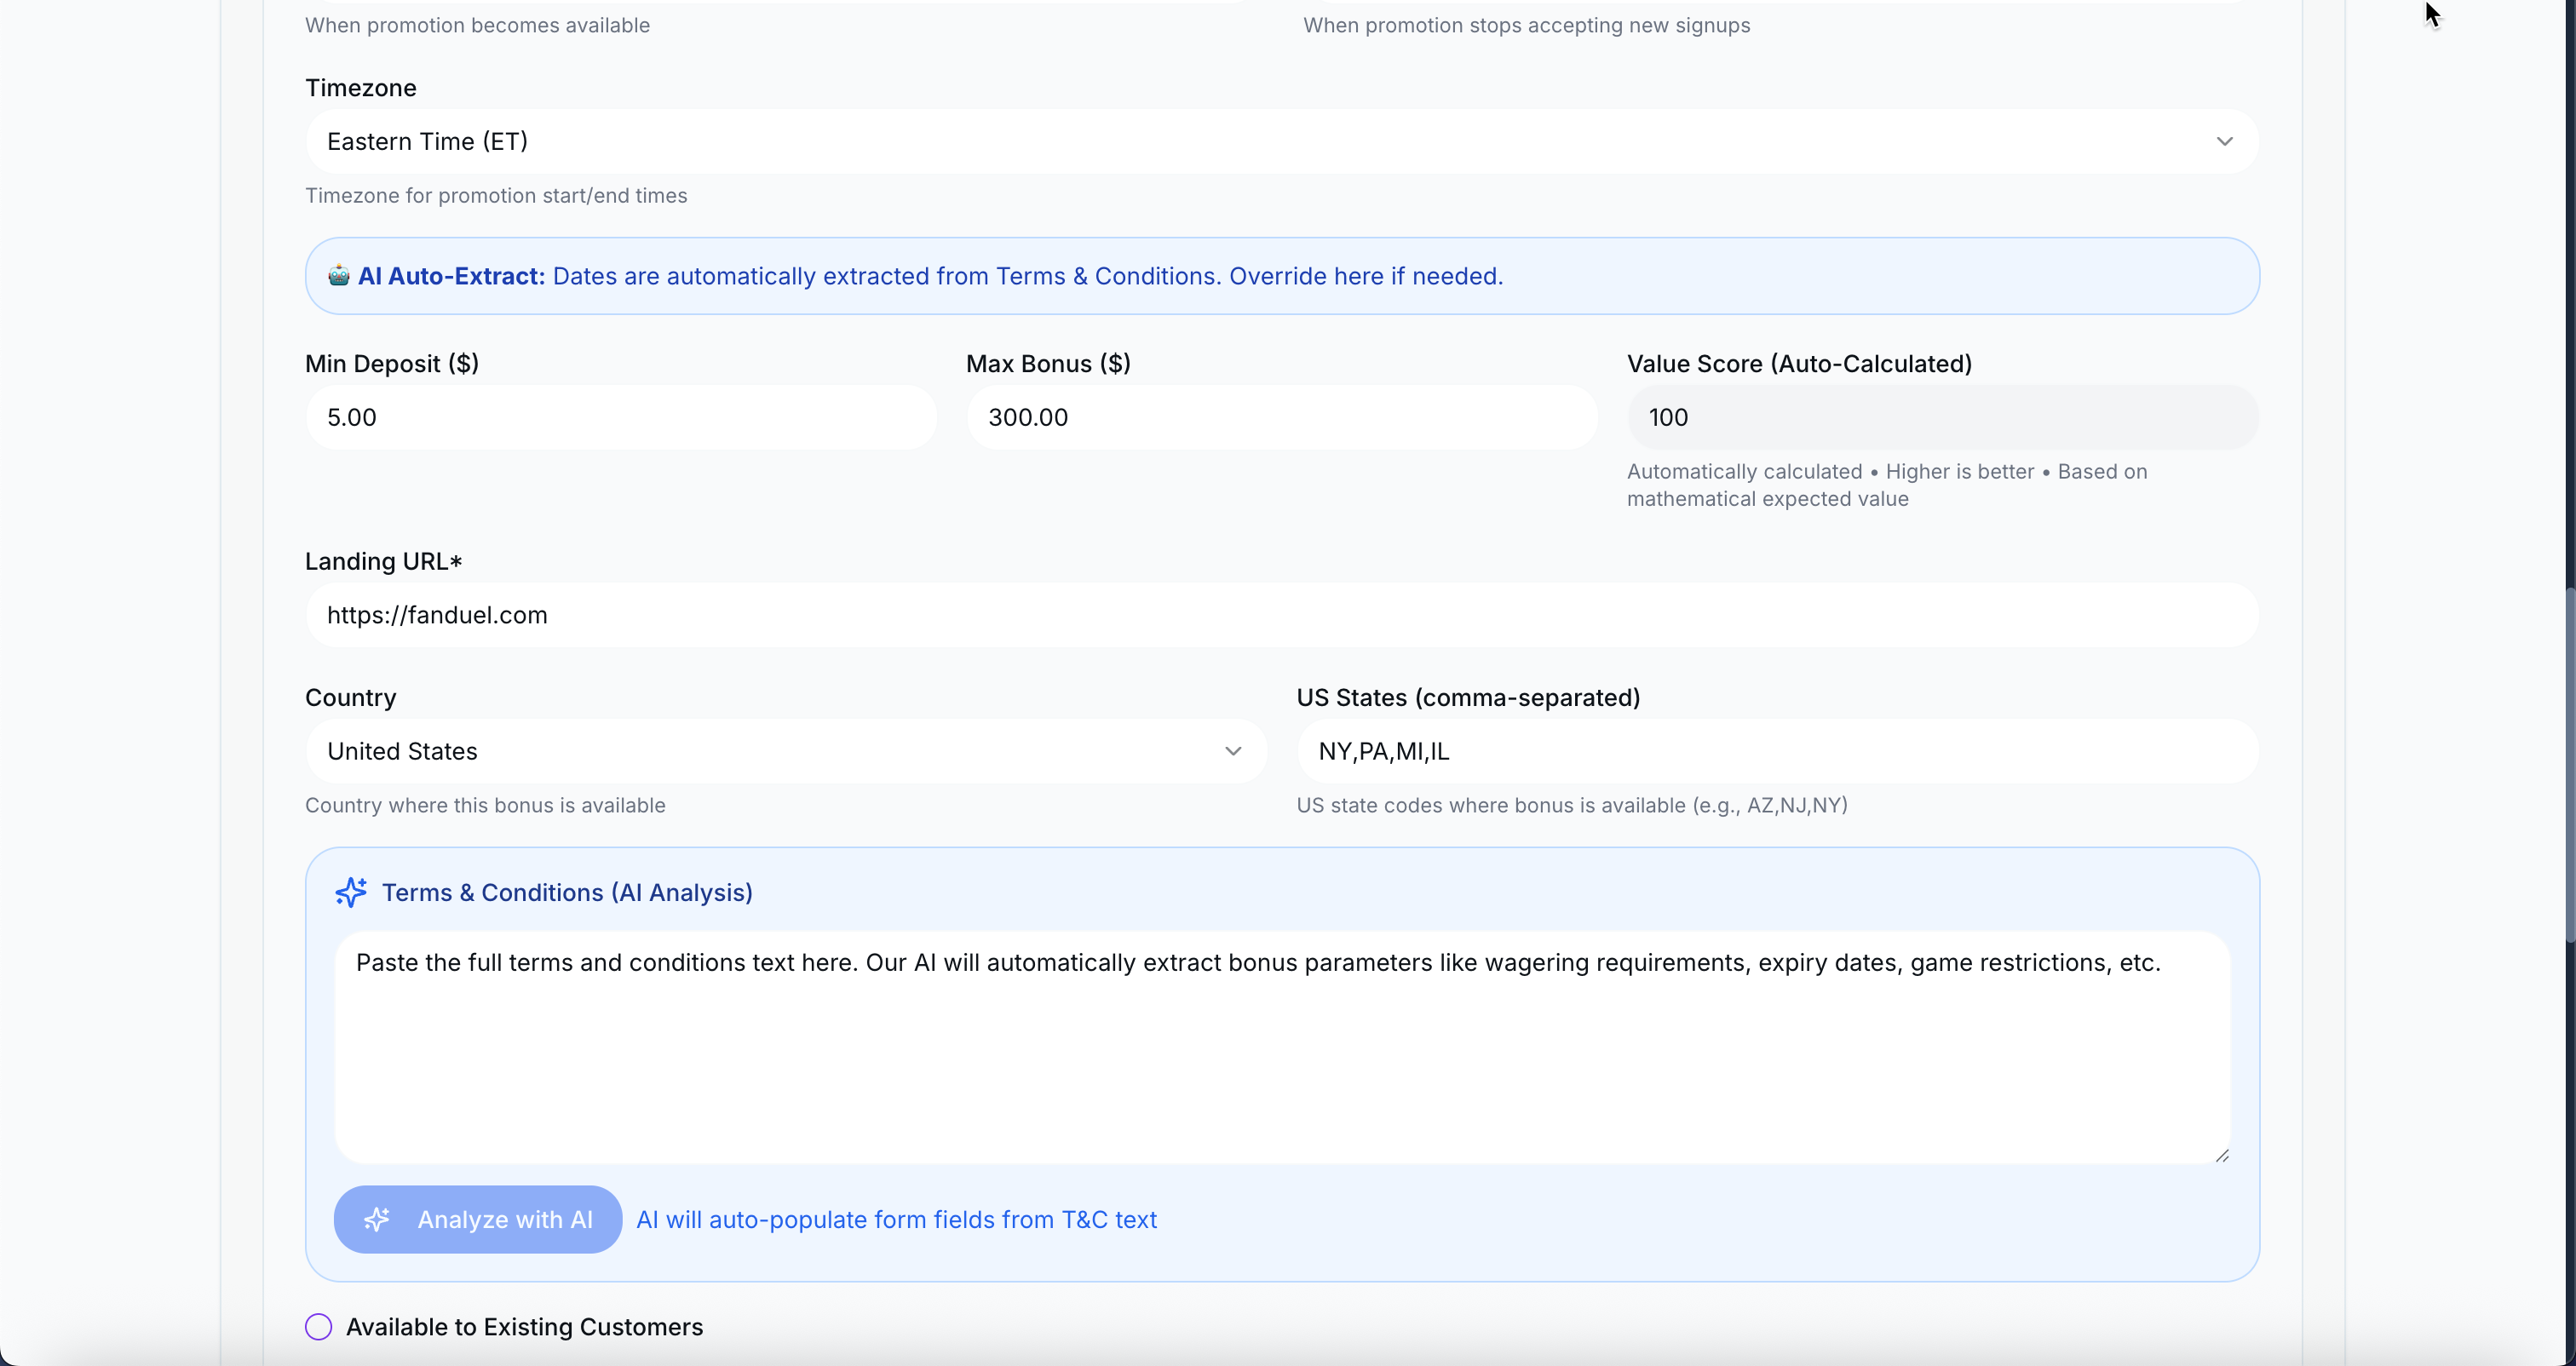 When promotion becomes available
When promotion stops accepting new signups
Timezone
Eastern Time (ET)
Timezone for promotion start/end times
🤖 AI Auto-Extract: Dates are automatically extracted from Terms & Conditions. Override here if needed.
Min Deposit ($)
Max Bonus ($)
Value Score (Auto-Calculated)
5.00
300.00
100
Automatically calculated • Higher is better • Based on
mathematical expected value
Landing URL*
https://fanduel.com
Country
US States (comma-separated)
United States
NY,PA,MI,IL
Country where this bonus is available
US state codes where bonus is available (e.g., AZ,NJ,NY)
Terms & Conditions (AI Analysis)
Paste the full terms and conditions text here. Our AI will automatically extract bonus parameters like wagering requirements, expiry dates, game restrictions, etc.
Analyze with AI
AI will auto-populate form fields from T&C text
Available to Existing Customers